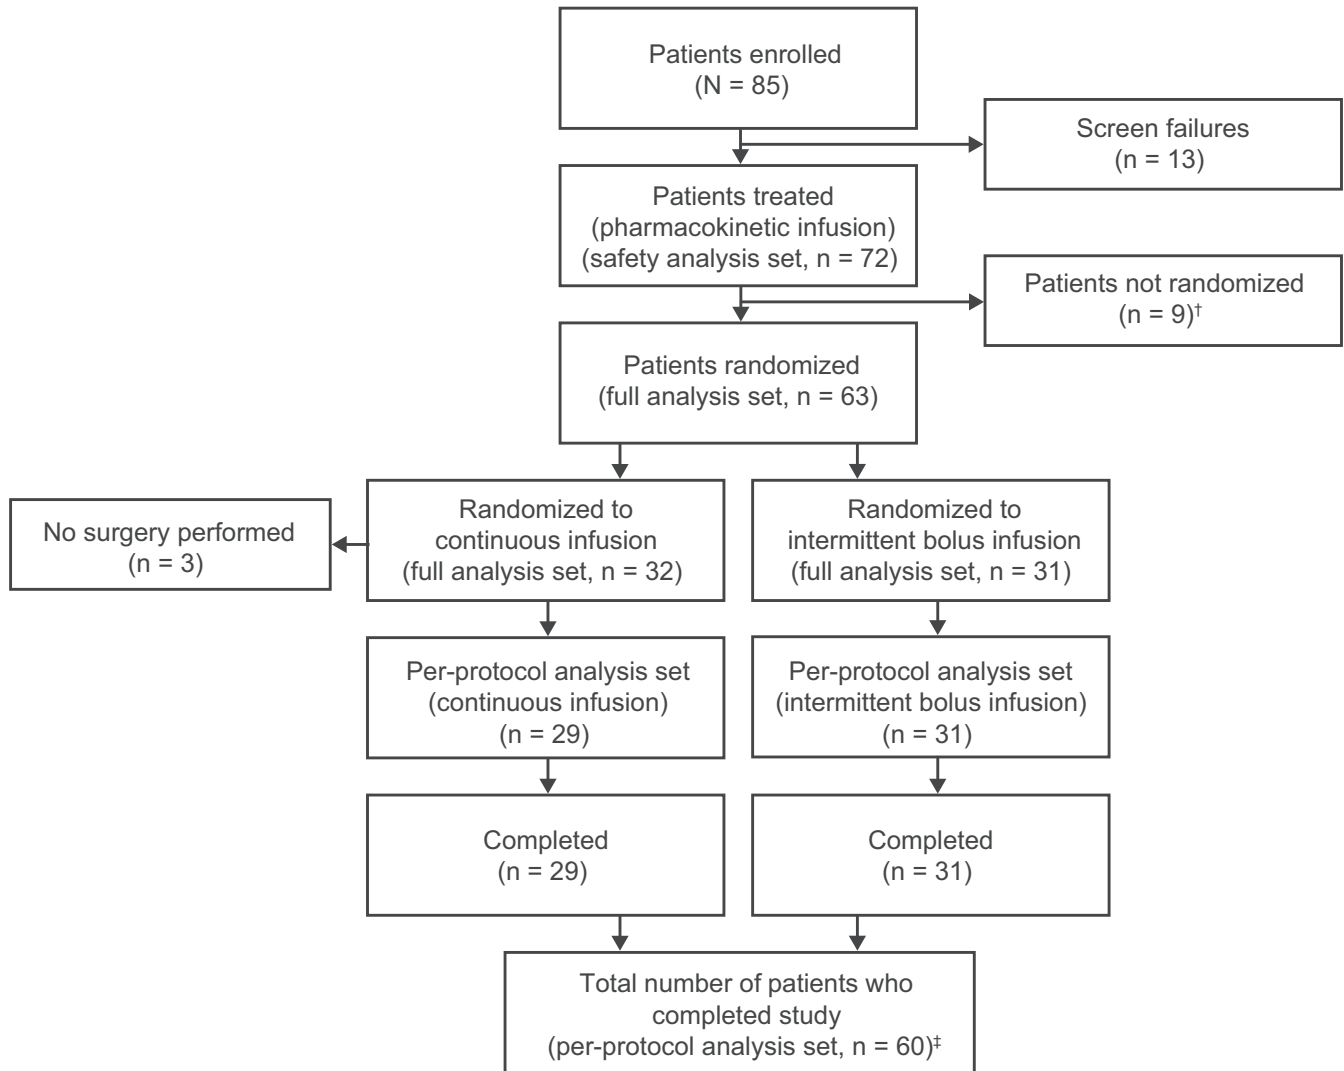 Patients enrolled
(N = 85)
Screen failures
(n = 13)
Patients treated
(pharmacokinetic infusion)
(safety analysis set, n = 72)
Patients not randomized
(n = 9)†
Patients randomized
(full analysis set, n = 63)
No surgery performed
(n = 3)
Randomized to
continuous infusion
(full analysis set, n = 32)
Randomized to
intermittent bolus infusion
(full analysis set, n = 31)
Per-protocol analysis set
(continuous infusion)
(n = 29)
Per-protocol analysis set
(intermittent bolus infusion)
(n = 31)
Completed
(n = 29)
Completed
(n = 31)
Total number of patients who
completed study
(per-protocol analysis set, n = 60)‡